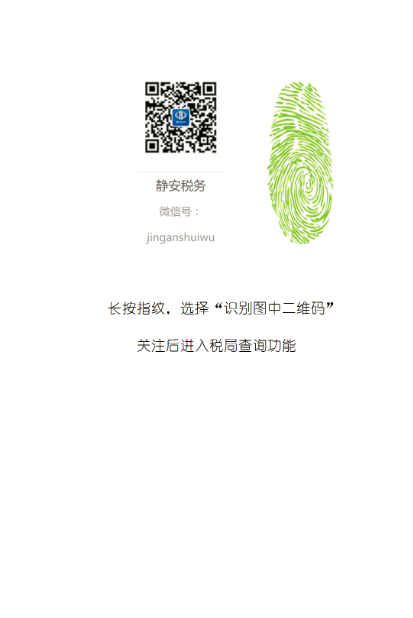 静安税务
微信号：
jinganshuiwu
长按指纹，选择“识别图中二维码”
关注后进入税局查询功能